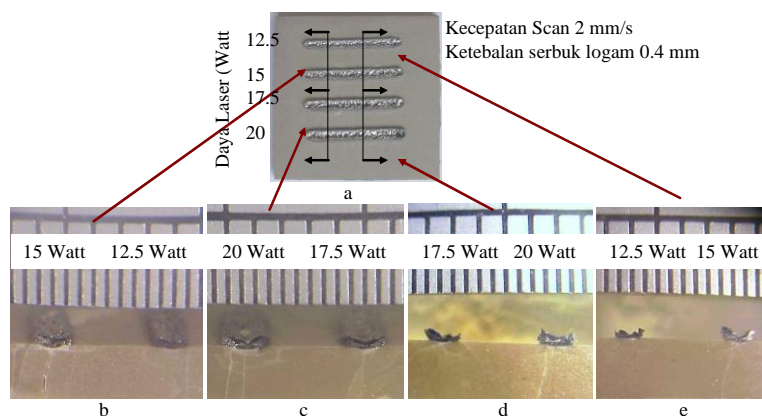 Kecepatan Scan 2 mm/s
Ketebalan serbuk logam 0.4 mm
Daya Laser (Watt
12.5
15
17.5
20
a
15 Watt 12.5 Watt
20 Watt 17.5 Watt
17.5 Watt 20 Watt
12.5 Watt 15 Watt
b
c
d
e